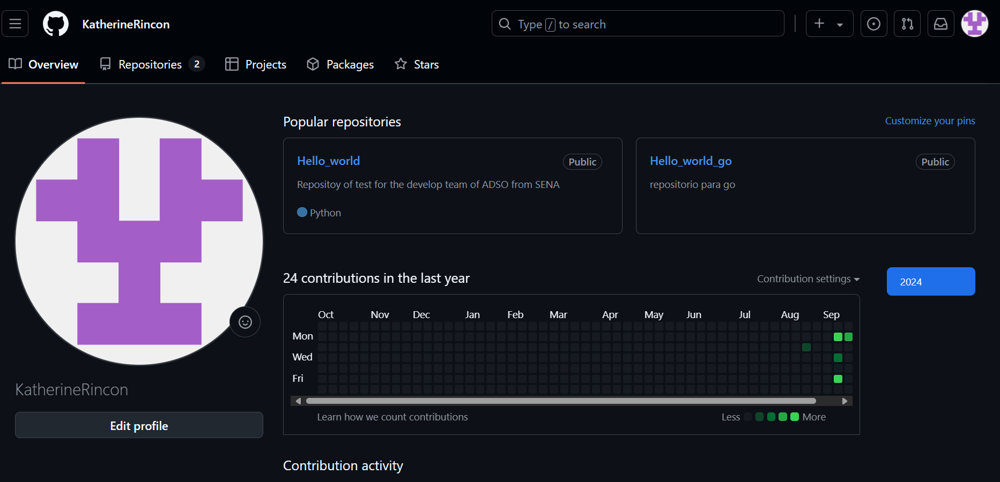 KatherineRincon
Type / to search
Overview Repositories 2 Projects Packages Stars
Popular repositories Customize your pins
Hello_world Public
Repositoy of test for the develop team of ADSO from SENA
Python
Hello_world_go Public
repositorio para go
KatherineRincon
Edit profile
24 contributions in the last year Contribution settings
2024
Oct Nov Dec Jan Feb Mar Apr May Jun Jul Aug Sep
Mon
Wed
Fri
Learn how we count contributions Less More
Contribution activity